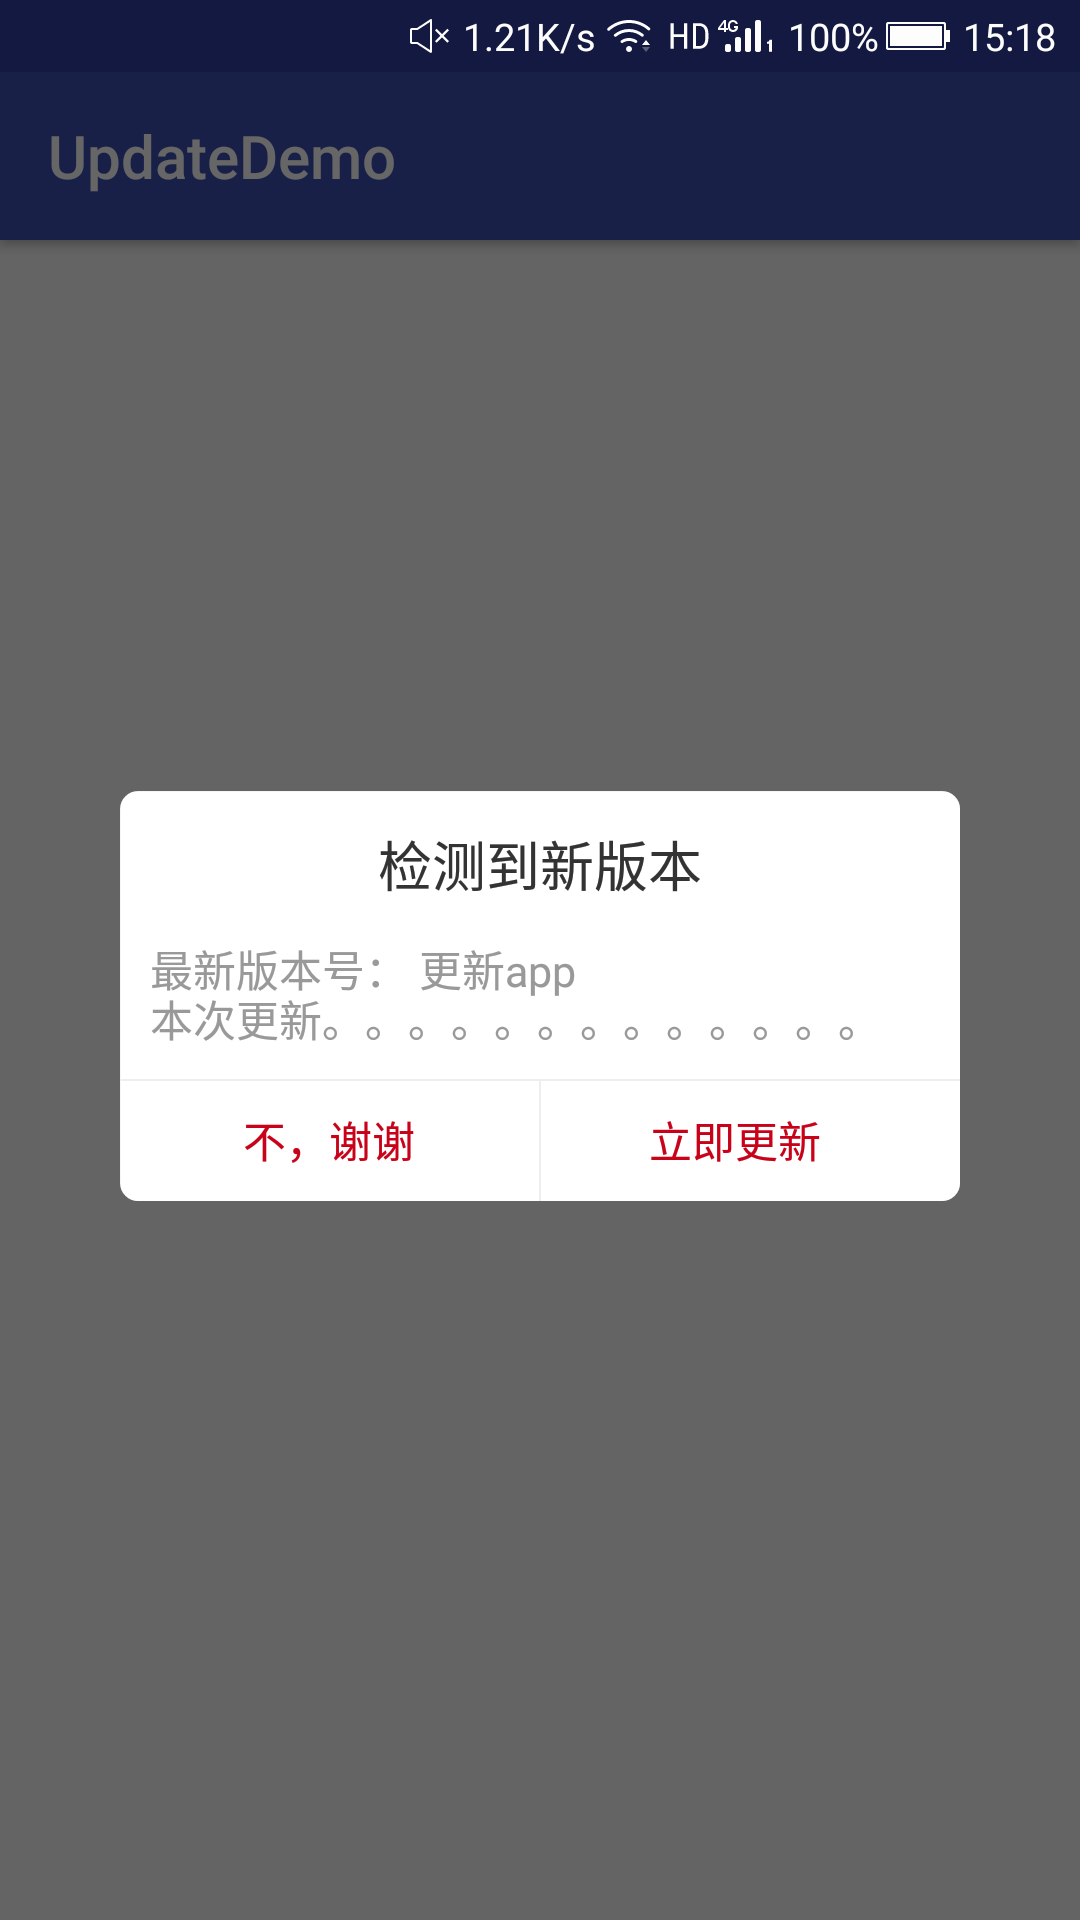 1.21K/s HD 4G 1 100% 15:18
UpdateDemo
检测到新版本
最新版本号： 更新app
本次更新。。。。。。。。。。。。。
不，谢谢 立即更新